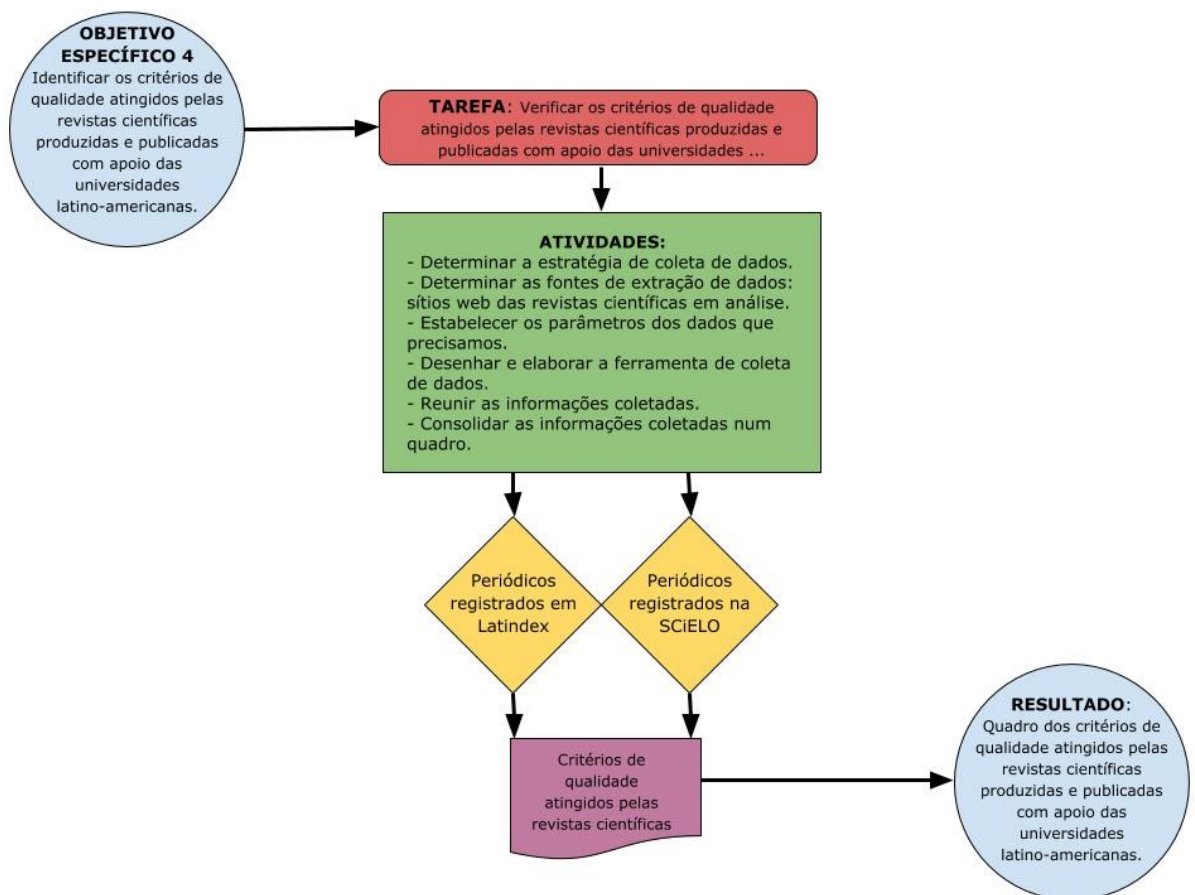 OBJETIVO
ESPECÍFICO 4
Identificar os critérios de
qualidade atingidos pelas
revistas científicas
produzidas e publicadas
com apoio das
universidades
latino-americanas.
TAREFA: Verificar os critérios de qualidade
atingidos pelas revistas científicas produzidas e
publicadas com apoio das universidades ...
ATIVIDADES:
- Determinar a estratégia de coleta de dados.
- Determinar as fontes de extração de dados:
sítios web das revistas científicas em análise.
- Estabelecer os parâmetros dos dados que
precisamos.
- Desenhar e elaborar a ferramenta de coleta
de dados.
- Reunir as informações coletadas.
- Consolidar as informações coletadas num
quadro.
Periódicos
registrados em
Latindex
Periódicos
registrados na
SCiELO
Critérios de
qualidade
atingidos pelas
revistas científicas
RESULTADO:
Quadro dos critérios de
qualidade atingidos pelas
revistas científicas
produzidas e publicadas
com apoio das
universidades
latino-americanas.